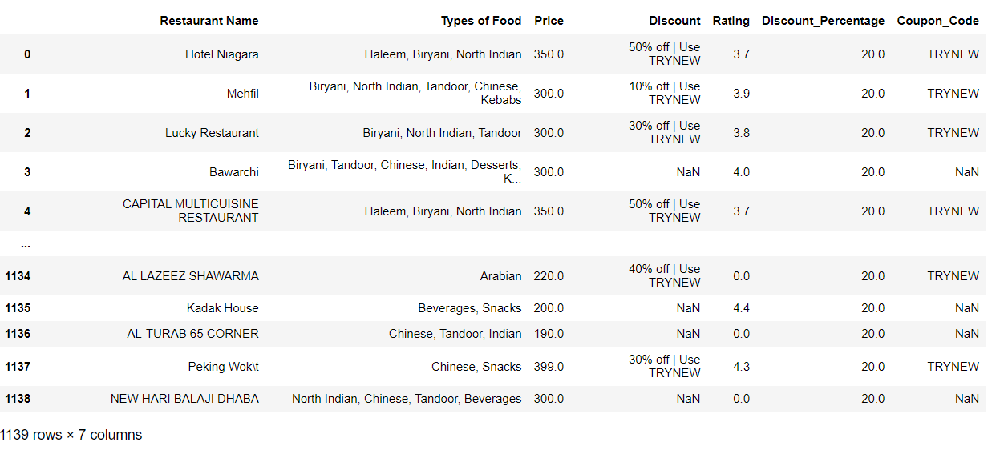 Restaurant Name Types of Food Price Discount Rating Discount_Percentage Coupon_Code
0 Hotel Niagara Haleem, Biryani, North Indian 350.0 50% off | Use TRYNEW 3.7 20.0 TRYNEW
1 Mehfil Biryani, North Indian, Tandoor, Chinese, Kebabs 300.0 10% off | Use TRYNEW 3.9 20.0 TRYNEW
2 Lucky Restaurant Biryani, North Indian, Tandoor 300.0 30% off | Use TRYNEW 3.8 20.0 TRYNEW
3 Bawarchi Biryani, Tandoor, Chinese, Indian, Desserts, K... 300.0 NaN 4.0 20.0 NaN
4 CAPITAL MULTICUISINE RESTAURANT Haleem, Biryani, North Indian 350.0 50% off | Use TRYNEW 3.7 20.0 TRYNEW
... ... ... ... ... ... ... ...
1134 AL LAZEEZ SHAWARMA Arabian 220.0 40% off | Use TRYNEW 0.0 20.0 TRYNEW
1135 Kadak House Beverages, Snacks 200.0 NaN 4.4 20.0 NaN
1136 AL-TURAB 65 CORNER Chinese, Tandoor, Indian 190.0 NaN 0.0 20.0 NaN
1137 Peking Wok\t Chinese, Snacks 399.0 30% off | Use TRYNEW 4.3 20.0 TRYNEW
1138 NEW HARI BALAJI DHABA North Indian, Chinese, Tandoor, Beverages 300.0 NaN 0.0 20.0 NaN
1139 rows × 7 columns